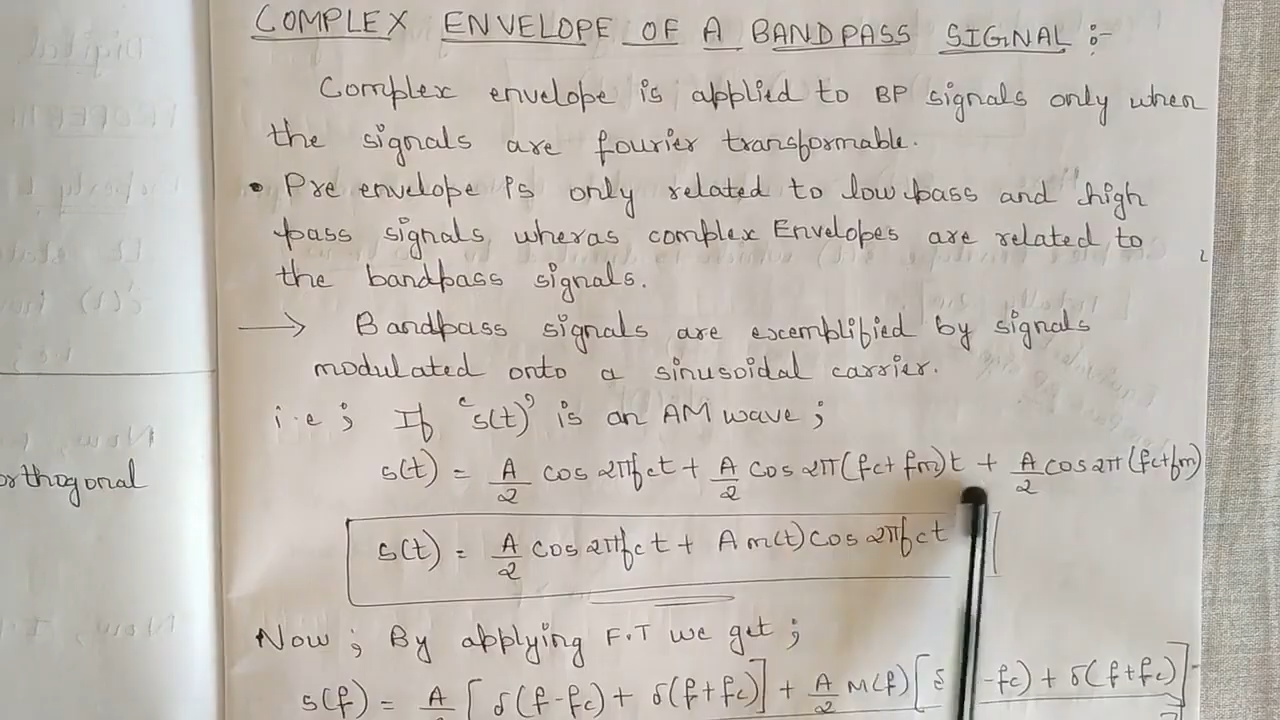 COMPLEX ENVELOPE OF A BANDPASS SIGNAL :-
Complex envelope is applied to BP signals only when
the signals are fourier transformable.
• Pre envelope is only related to low pass and high
pass signals, wheras complex Envelopes are related to
the bandpass signals.
→ Bandpass signals are exemplified by signals
modulated onto a sinusoidal carrier.
i.e ; If 's(t)' is an AM wave ;
orthogonal
s(t) = A/2 cos 2πfct + A/2 cos 2π(fc+fm)t + A/2 cos 2π(fc+fm)
s(t) = A/2 cos 2πfct + A m(t) cos 2πfct
Now ; By applying F.T we get ;
s(f) = A [δ(f-fc) + δ(f+fc)] + A/2 M(f) [δ -fc) + δ(f+fc)]